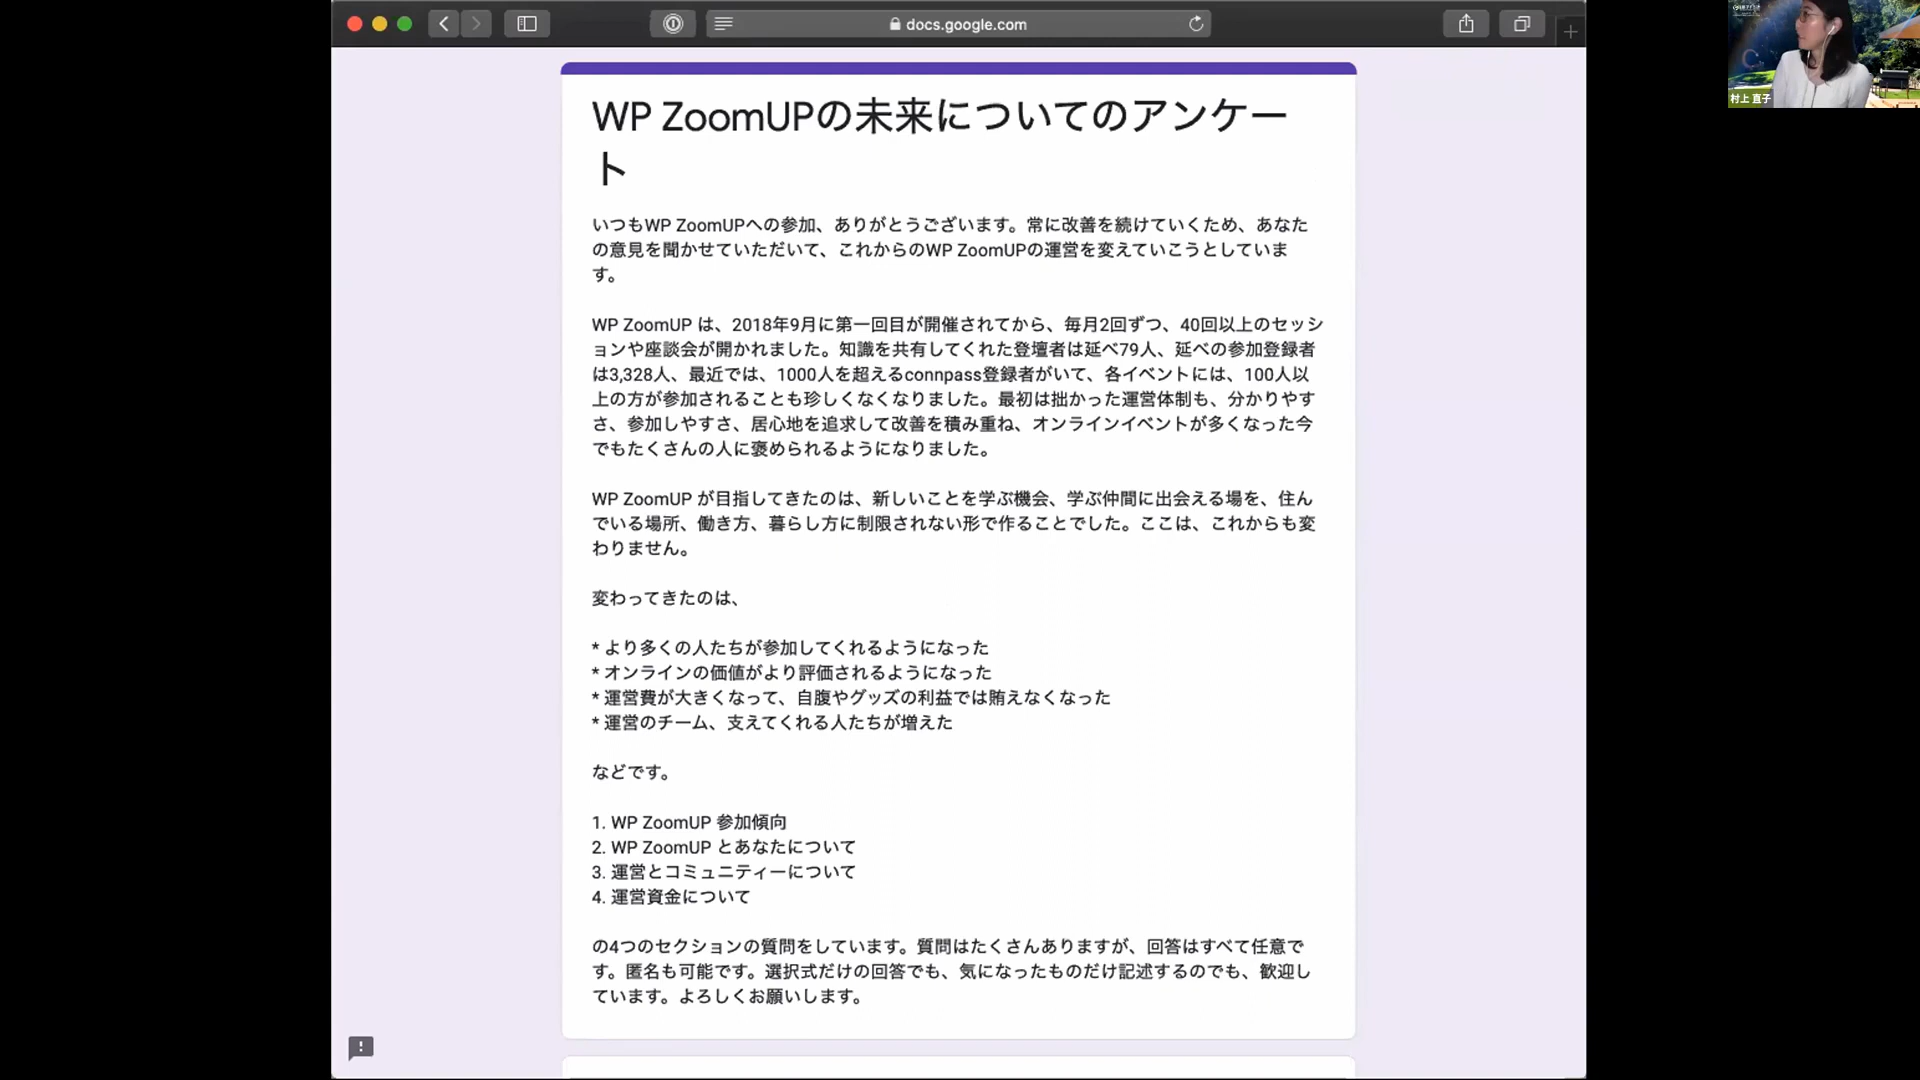 docs.google.com
WP ZoomUPの未来についてのアンケー
ト
いつもWP ZoomUPへの参加、ありがとうございます。常に改善を続けていくため、あなた
の意見を聞かせていただいて、これからのWP ZoomUPの運営を変えていこうとしていま
す。
WP ZoomUP は、2018年9月に第一回目が開催されてから、毎月2回ずつ、40回以上のセッシ
ョンや座談会が開かれました。知識を共有してくれた登壇者は延べ79人、延べの参加登録者
は3,328人、最近では、1000人を超えるconnpass登録者がいて、各イベントには、100人以
上の方が参加されることも珍しくなくなりました。最初は拙かった運営体制も、分かりやす
さ、参加しやすさ、居心地を追求して改善を積み重ね、オンラインイベントが多くなった今
でもたくさんの人に褒められるようになりました。
WP ZoomUP が目指してきたのは、新しいことを学ぶ機会、学ぶ仲間に出会える場を、住ん
でいる場所、働き方、暮らし方に制限されない形で作ることでした。ここは、これからも変
わりません。
変わってきたのは、
* より多くの人たちが参加してくれるようになった
* オンラインの価値がより評価されるようになった
* 運営費が大きくなって、自腹やグッズの利益では賄えなくなった
* 運営のチーム、支えてくれる人たちが増えた
などです。
1. WP ZoomUP 参加傾向
2. WP ZoomUP とあなたについて
3. 運営とコミュニティーについて
4. 運営資金について
の4つのセクションの質問をしています。質問はたくさんありますが、回答はすべて任意で
す。匿名も可能です。選択式だけの回答でも、気になったものだけ記述するのでも、歓迎し
ています。よろしくお願いします。
村上 直子